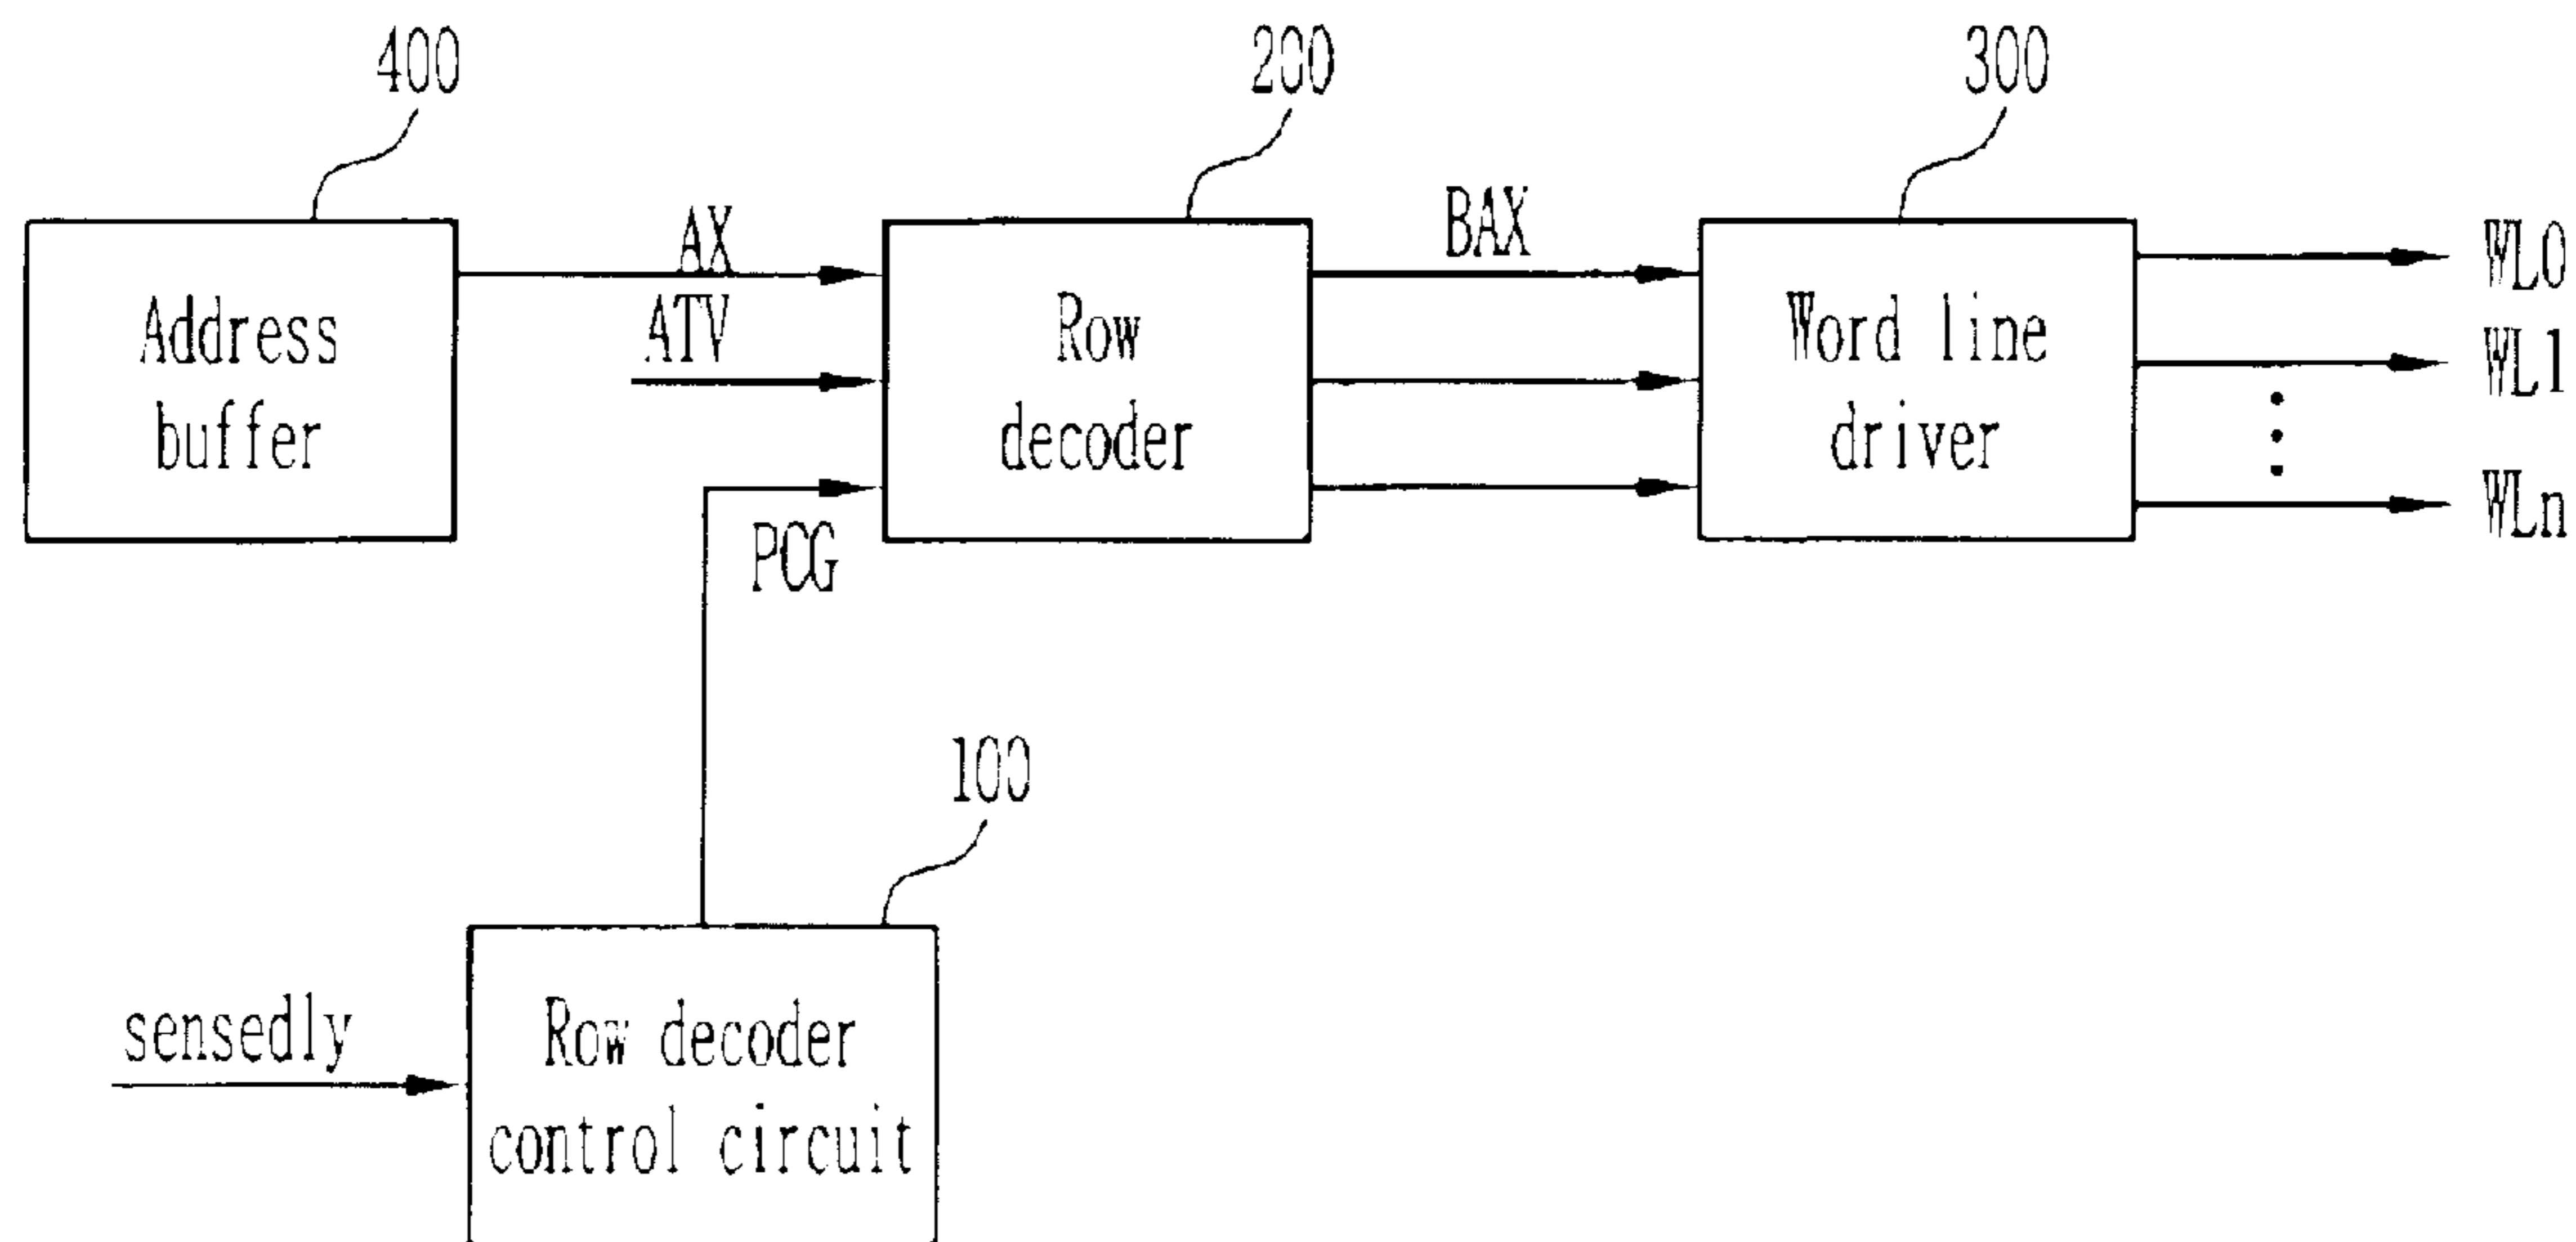 400
200
300
AX
BAX
WL0
Address
buffer
ATV
Row
decoder
Word line
driver
WL1
WLn
PCG
100
sensedly
Row decoder
control circuit